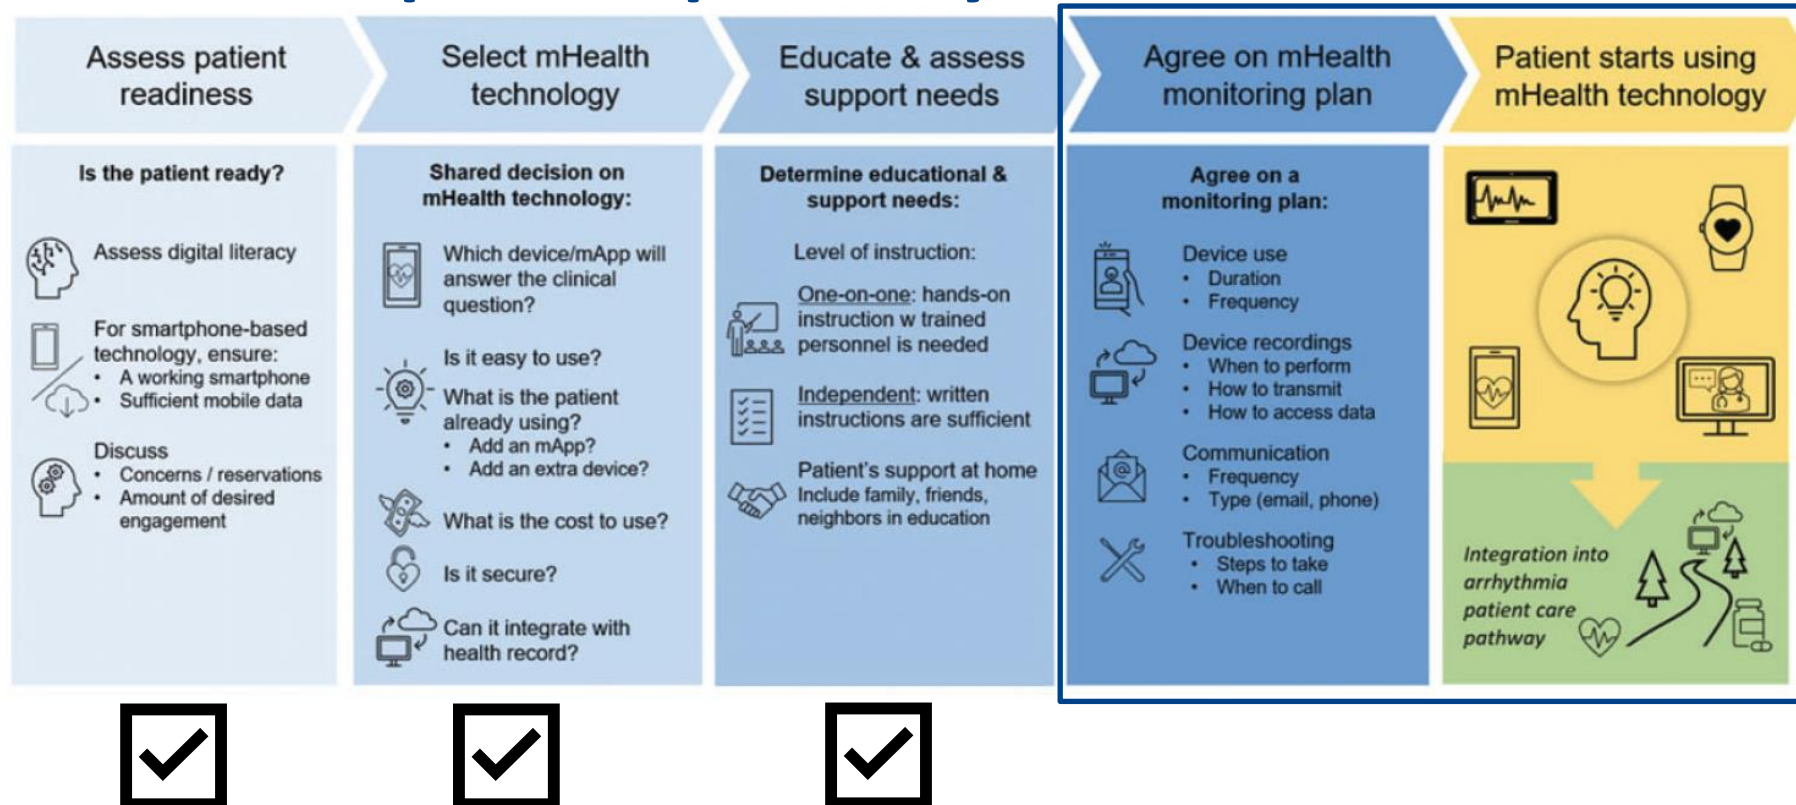 Assess patient
readiness
Select mHealth
technology
Educate & assess
support needs
Agree on mHealth
monitoring plan
Patient starts using
mHealth technology
Is the patient ready?
Assess digital literacy
For smartphone-based
technology, ensure:
• A working smartphone
• Sufficient mobile data
Discuss
• Concerns / reservations
• Amount of desired
engagement
Shared decision on
mHealth technology:
Which device/mApp will
answer the clinical
question?
Is it easy to use?
What is the patient
already using?
• Add an mApp?
• Add an extra device?
What is the cost to use?
Is it secure?
Can it integrate with
health record?
Determine educational &
support needs:
Level of instruction:
One-on-one: hands-on
instruction w trained
personnel is needed
Independent: written
instructions are sufficient
Patient's support at home
Include family, friends,
neighbors in education
Agree on a
monitoring plan:
Device use
• Duration
• Frequency
Device recordings
• When to perform
• How to transmit
• How to access data
Communication
• Frequency
• Type (email, phone)
Troubleshooting
• Steps to take
• When to call
Integration into
arrhythmia
patient care
pathway